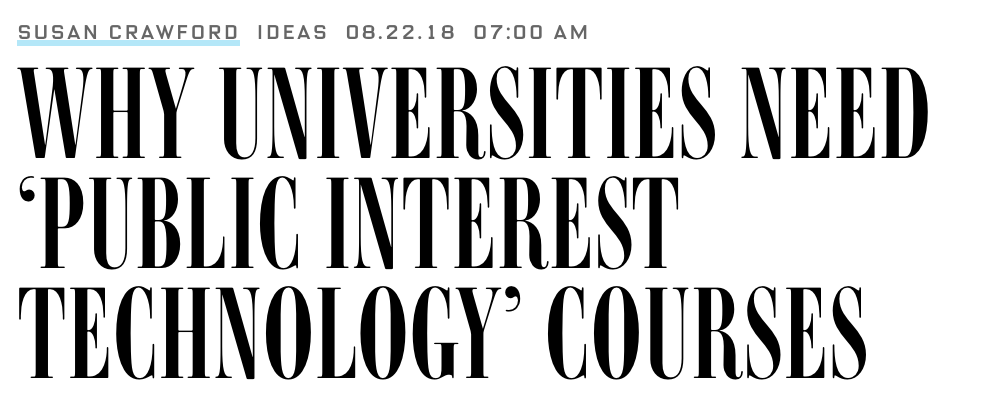 SUSAN CRAWFORD IDEAS 08.22.18 07:00 AM
WHY UNIVERSITIES NEED
‘PUBLIC INTEREST
TECHNOLOGY’ COURSES